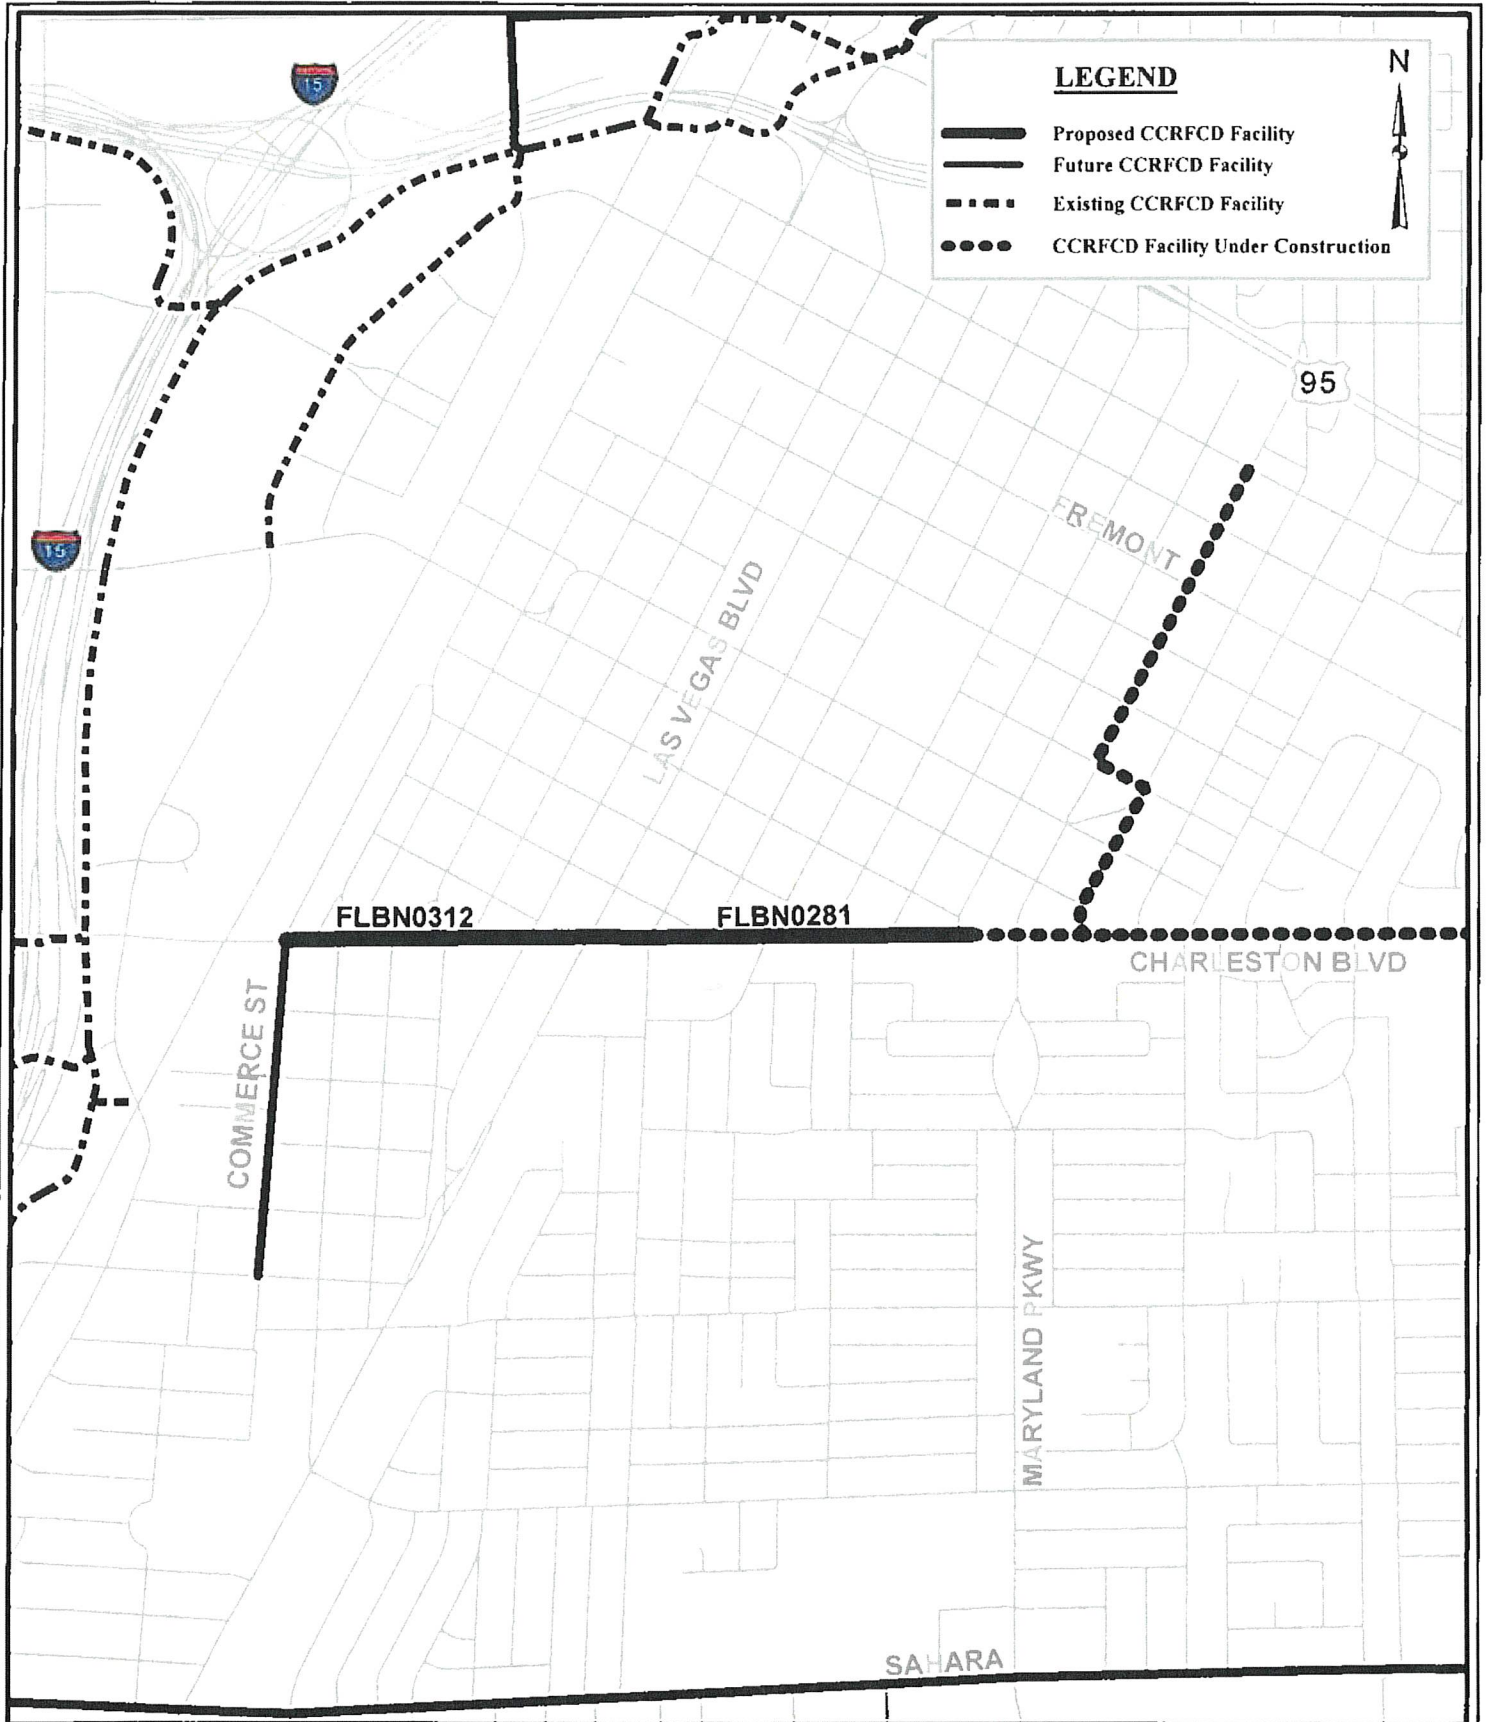 15
LEGEND
N
Proposed CCRFCD Facility
Future CCRFCD Facility
Existing CCRFCD Facility
CCRFCD Facility Under Construction
95
15
FREMONT
LAS VEGAS BLVD
FLBN0312
FLBN0281
CHARLESTON BLVD
COMMERCE ST
MARYLAND PKWY
SAHARA